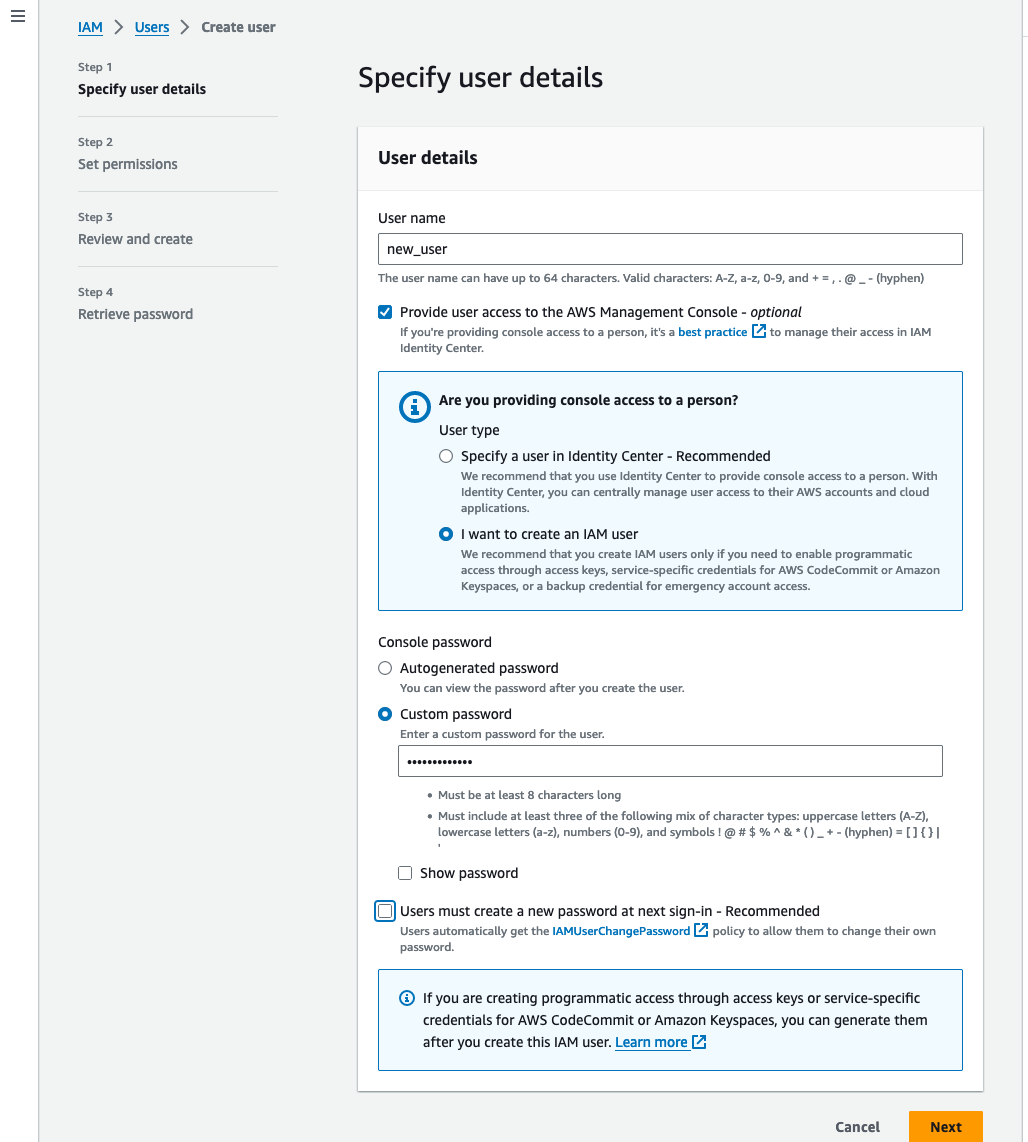 IAM > Users > Create user
Step 1
Specify user details
Step 2
Set permissions
Step 3
Review and create
Step 4
Retrieve password
Specify user details
User details
User name
new_user
The user name can have up to 64 characters. Valid characters: A-Z, a-z, 0-9, and + = , . @ _ - (hyphen)
Provide user access to the AWS Management Console - optional
If you're providing console access to a person, it's a best practice to manage their access in IAM
Identity Center.
Are you providing console access to a person?
User type
Specify a user in Identity Center - Recommended
We recommend that you use Identity Center to provide console access to a person. With
Identity Center, you can centrally manage user access to their AWS accounts and cloud
applications.
I want to create an IAM user
We recommend that you create IAM users only if you need to enable programmatic
access through access keys, service-specific credentials for AWS CodeCommit or Amazon
Keyspaces, or a backup credential for emergency account access.
Console password
Autogenerated password
You can view the password after you create the user.
Custom password
Enter a custom password for the user.
•••••••••••••
• Must be at least 8 characters long
• Must include at least three of the following mix of character types: uppercase letters (A-Z),
lowercase letters (a-z), numbers (0-9), and symbols ! @ # $ % ^ & * ( ) _ + - (hyphen) = [ ] { } |
'
Show password
Users must create a new password at next sign-in - Recommended
Users automatically get the IAMUserChangePassword policy to allow them to change their own
password.
If you are creating programmatic access through access keys or service-specific
credentials for AWS CodeCommit or Amazon Keyspaces, you can generate them
after you create this IAM user. Learn more
Cancel
Next